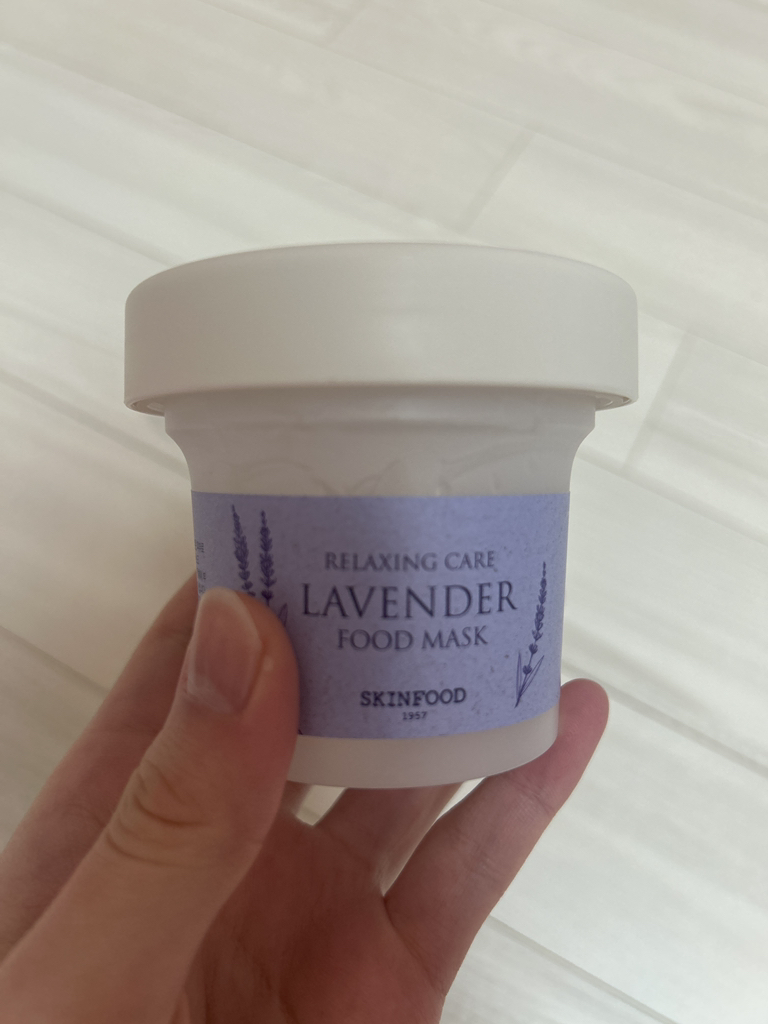 RELAXING CARE
LAVENDER
FOOD MASK
SKINFOOD
1957